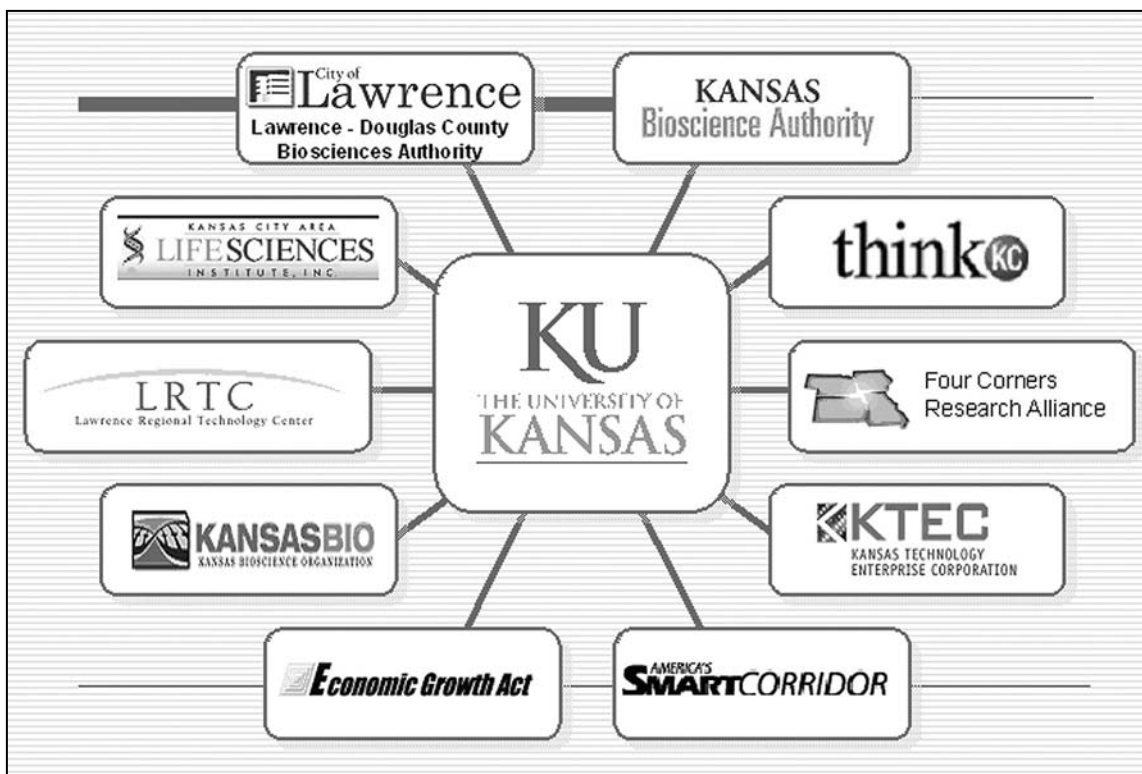 City of
Lawrence
Lawrence - Douglas County
Biosciences Authority
KANSAS
Bioscience Authority
KANSAS CITY AREA
LIFESCIENCES
INSTITUTE, INC.
think KC
LRTC
Lawrence Regional Technology Center
KU
THE UNIVERSITY OF
KANSAS
Four Corners
Research Alliance
KANSASBIO
KANSAS BIOSCIENCE ORGANIZATION
KTEC
KANSAS TECHNOLOGY
ENTERPRISE CORPORATION
Economic Growth Act
AMERICA'S
SMARTCORRIDOR